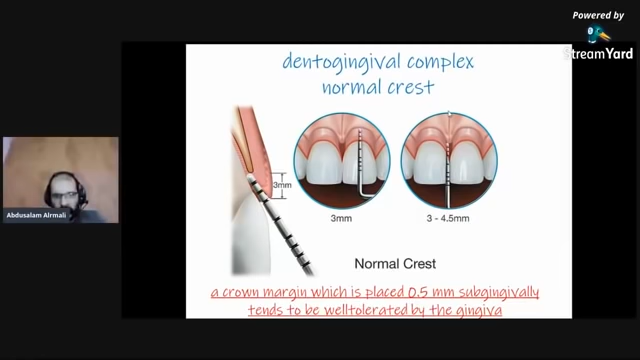 Powered by
StreamYard
dentogingival complex
normal crest
3mm
3mm
3 - 4.5mm
Normal Crest
a crown margin which is placed 0.5 mm subgingivally
tends to be welltolerated by the gingiva
Abdusalam Alrmali